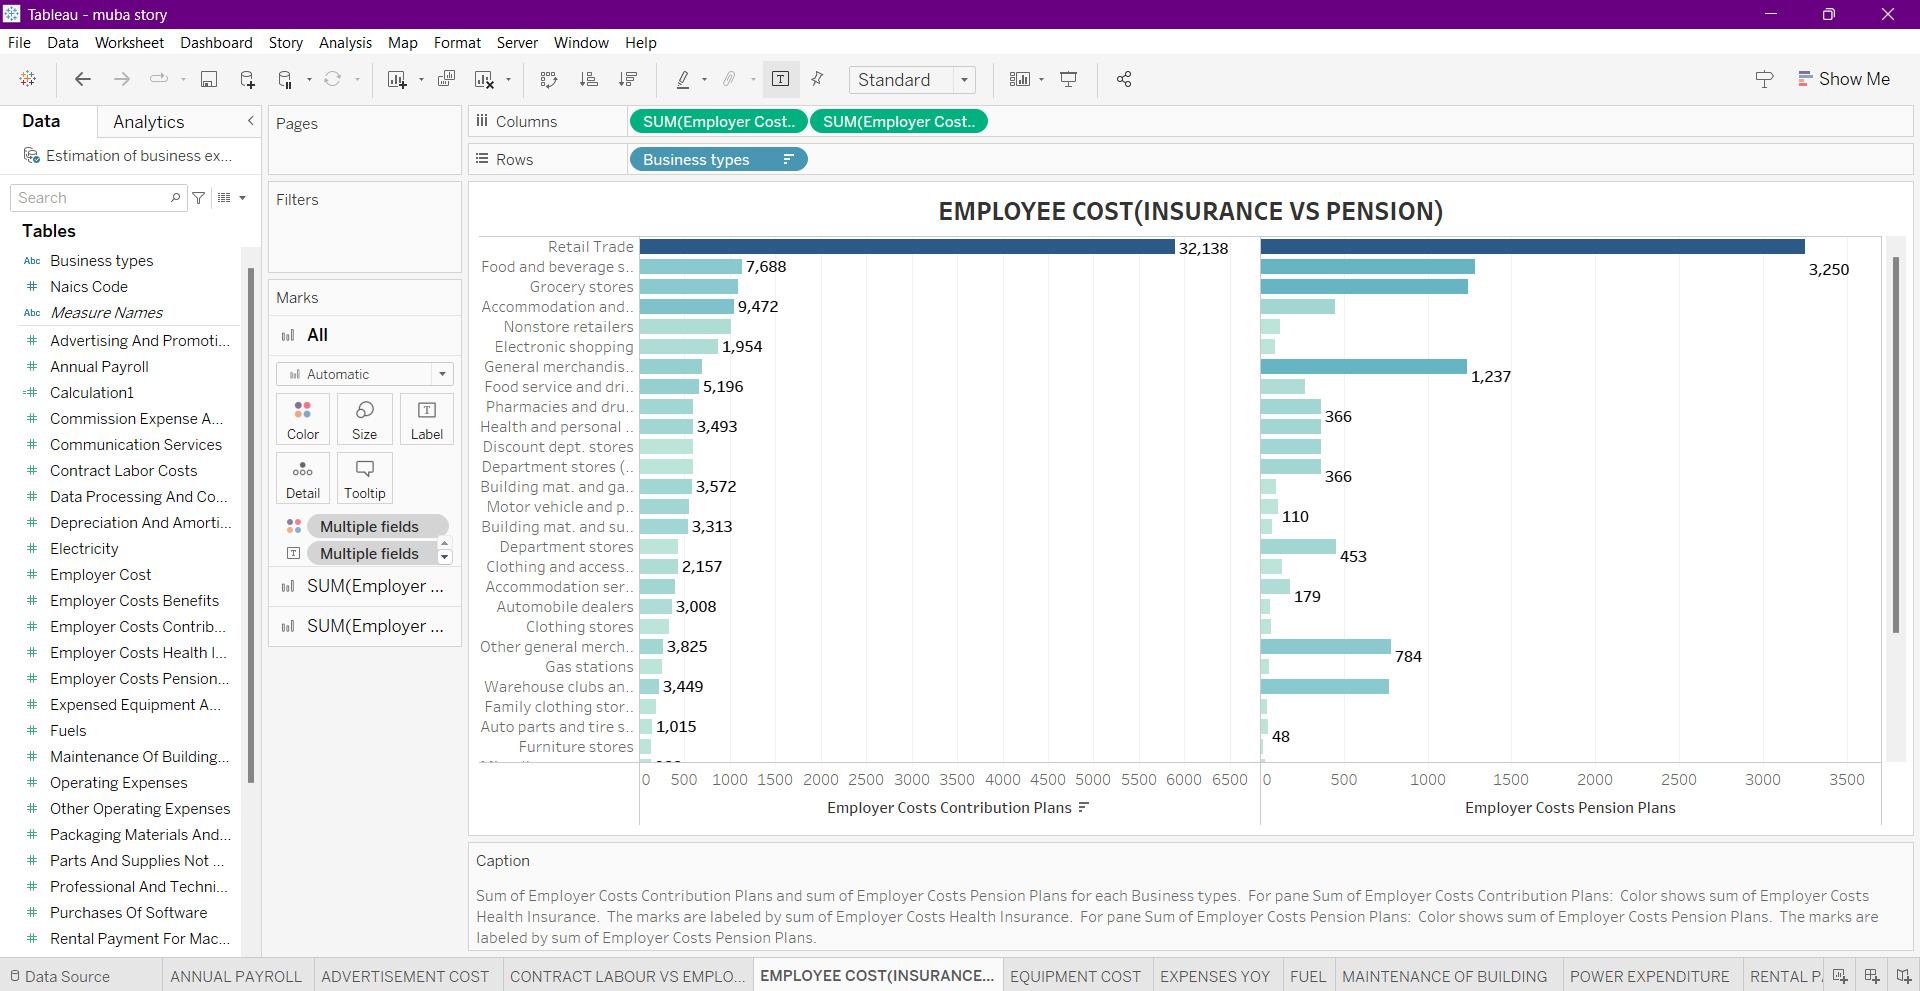 Tableau - muba story
File Data Worksheet Dashboard Story Analysis Map Format Server Window Help
Standard
Show Me
Data Analytics
Estimation of business ex...
Search
Tables
Abc Business types
Naics Code
Abc Measure Names
Advertising And Promoti...
Annual Payroll
Calculation1
Commission Expense A...
Communication Services
Contract Labor Costs
Data Processing And Co...
Depreciation And Amorti...
Electricity
Employer Cost
Employer Costs Benefits
Employer Costs Contrib...
Employer Costs Health I...
Employer Costs Pension...
Expensed Equipment A...
Fuels
Maintenance Of Building...
Operating Expenses
Other Operating Expenses
Packaging Materials And...
Parts And Supplies Not ...
Professional And Techni...
Purchases Of Software
Rental Payment For Mac...
Pages
Filters
Marks
All
Automatic
Color Size Label
Detail Tooltip
Multiple fields
Multiple fields
SUM(Employer ...
SUM(Employer ...
Columns SUM(Employer Cost.. SUM(Employer Cost..
Rows Business types
EMPLOYEE COST(INSURANCE VS PENSION)
Retail Trade 32,138
Food and beverage s.. 7,688 3,250
Grocery stores
Accommodation and.. 9,472
Nonstore retailers
Electronic shopping 1,954
General merchandis.. 1,237
Food service and dri.. 5,196
Pharmacies and dru.. 366
Health and personal .. 3,493
Discount dept. stores
Department stores (.. 366
Building mat. and ga.. 3,572
Motor vehicle and p.. 110
Building mat. and su.. 3,313
Department stores 453
Clothing and access.. 2,157
Accommodation ser.. 179
Automobile dealers 3,008
Clothing stores
Other general merch.. 3,825 784
Gas stations
Warehouse clubs an.. 3,449
Family clothing stor..
Auto parts and tire s.. 1,015 48
Furniture stores
0 500 1000 1500 2000 2500 3000 3500 4000 4500 5000 5500 6000 6500 0 500 1000 1500 2000 2500 3000 3500
Employer Costs Contribution Plans Employer Costs Pension Plans
Caption
Sum of Employer Costs Contribution Plans and sum of Employer Costs Pension Plans for each Business types. For pane Sum of Employer Costs Contribution Plans: Color shows sum of Employer Costs
Health Insurance. The marks are labeled by sum of Employer Costs Health Insurance. For pane Sum of Employer Costs Pension Plans: Color shows sum of Employer Costs Pension Plans. The marks are
labeled by sum of Employer Costs Pension Plans.
Data Source ANNUAL PAYROLL ADVERTISEMENT COST CONTRACT LABOUR VS EMPLO... EMPLOYEE COST(INSURANCE... EQUIPMENT COST EXPENSES YOY FUEL MAINTENANCE OF BUILDING POWER EXPENDITURE RENTAL PA